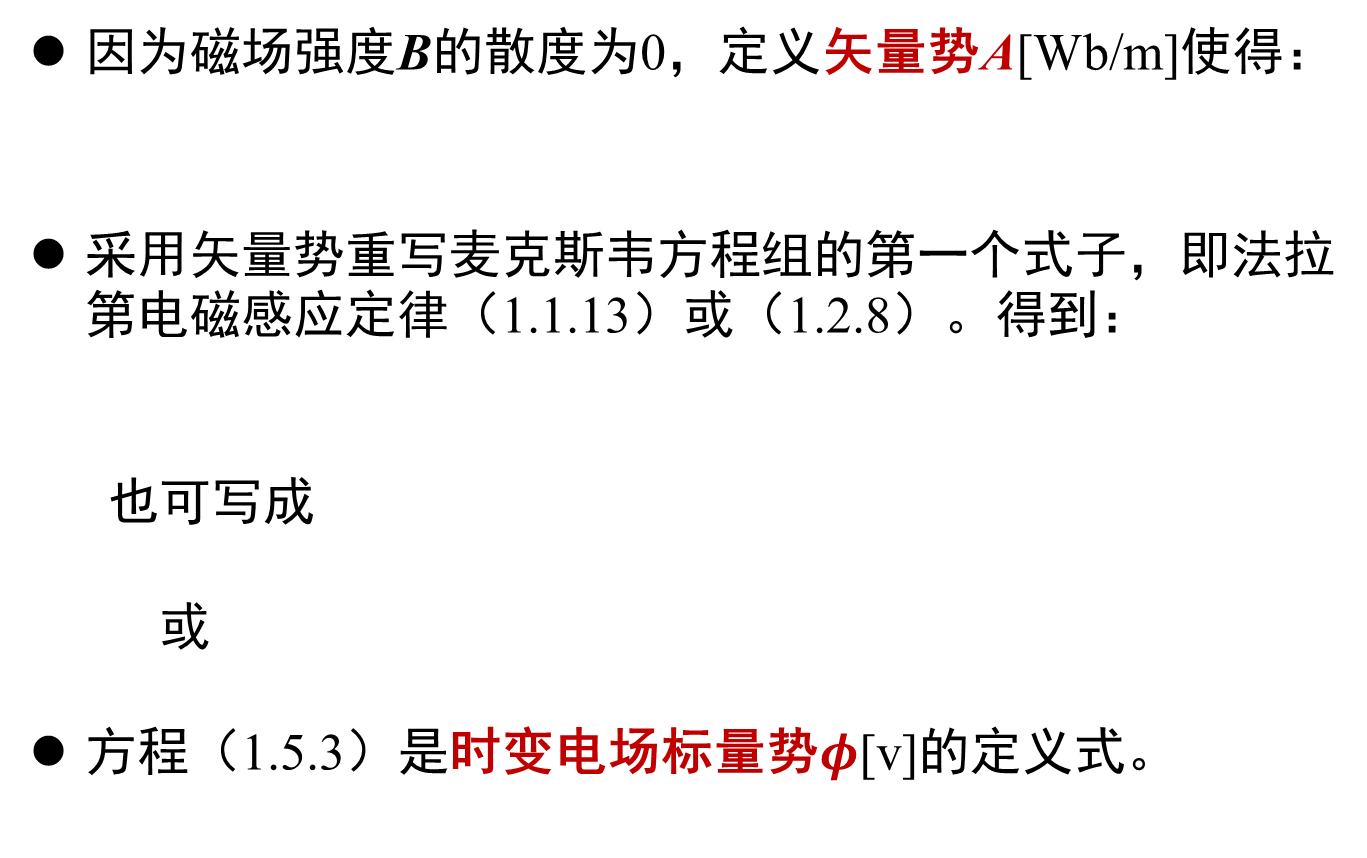 ● 因为磁场强度B的散度为0，定义矢量势A[Wb/m]使得：
● 采用矢量势重写麦克斯韦方程组的第一个式子，即法拉
第电磁感应定律（1.1.13）或（1.2.8）。得到：
也可写成
或
● 方程（1.5.3）是时变电场标量势ϕ[v]的定义式。